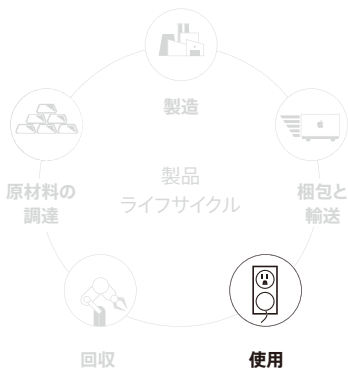 製造
原材料の
調達
製品
ライフサイクル
梱包と
輸送
回収
使用